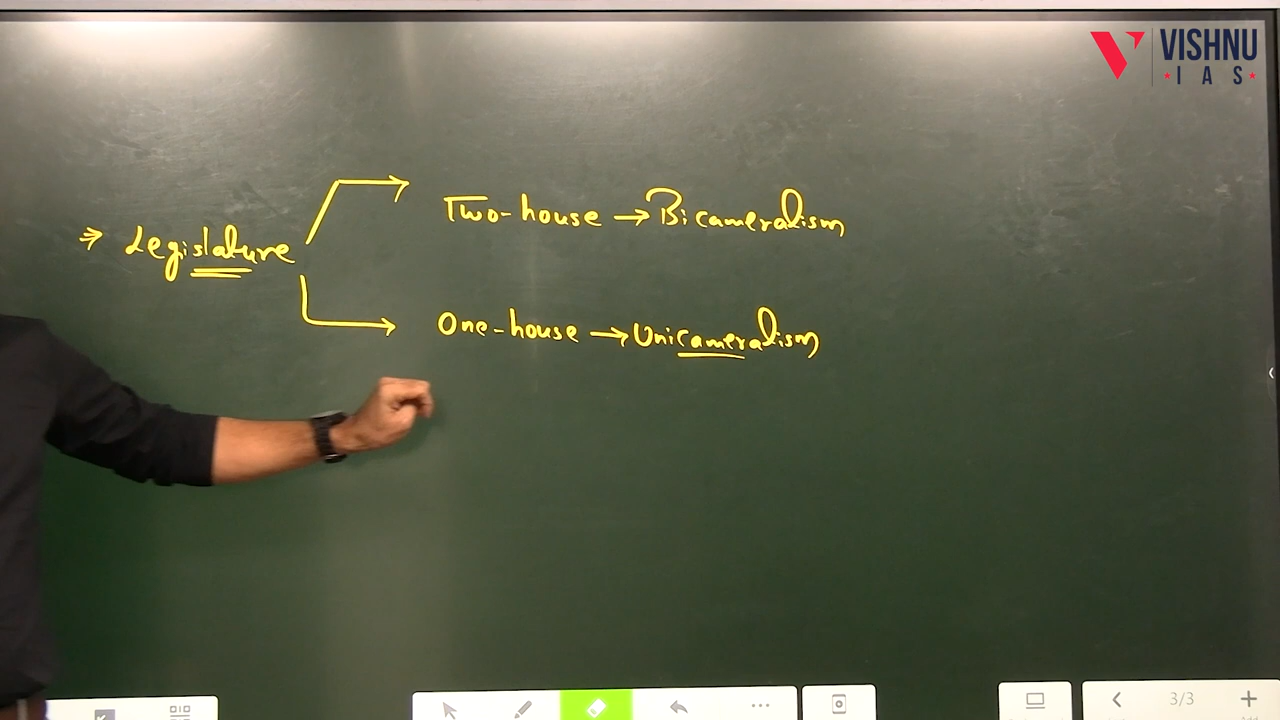 VISHNU
IAS
Two-house → Bicameralism
⇒ Legislature
One-house → Unicameralism
3/3